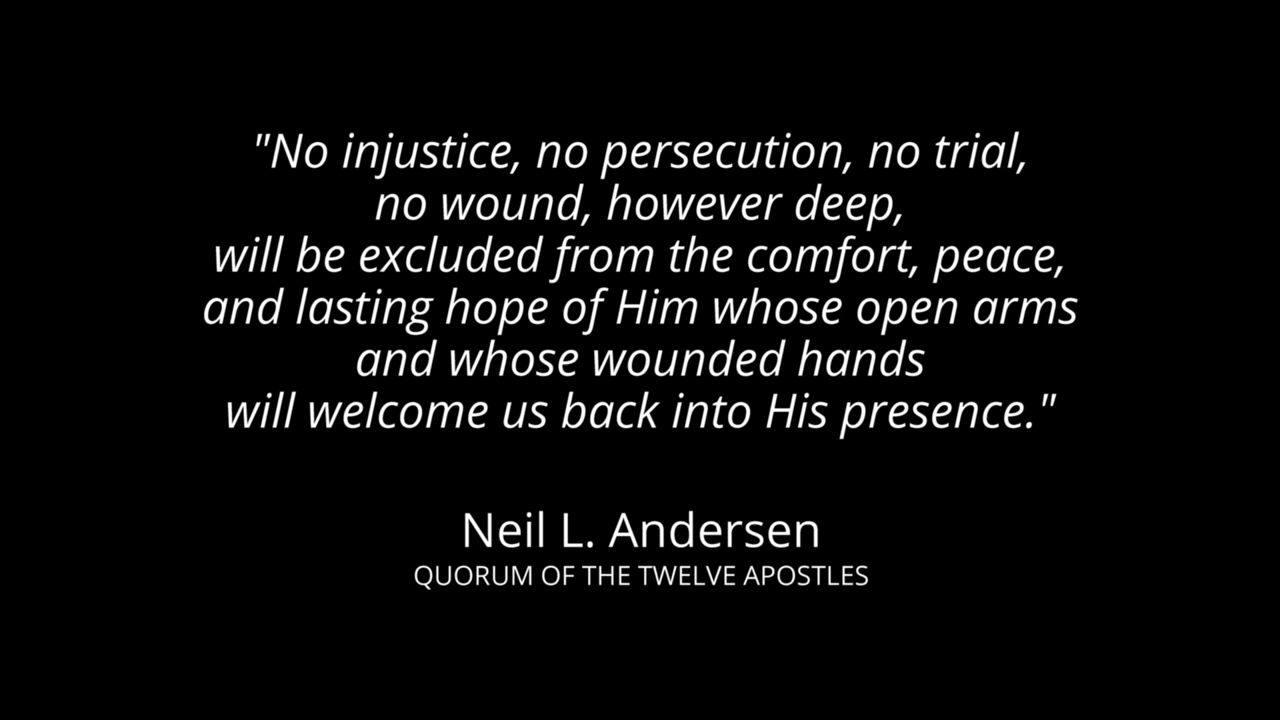 "No injustice, no persecution, no trial,
no wound, however deep,
will be excluded from the comfort, peace,
and lasting hope of Him whose open arms
and whose wounded hands
will welcome us back into His presence."
Neil L. Andersen
QUORUM OF THE TWELVE APOSTLES